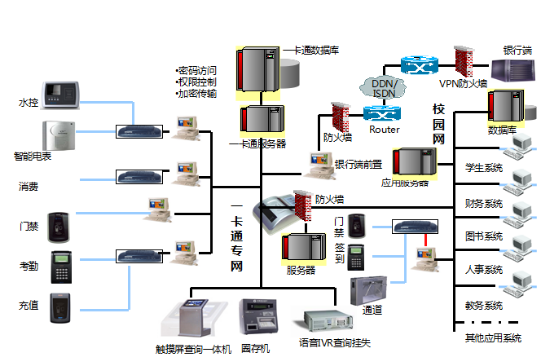 一卡通数据库
银行端
•密码访问
•权限控制
•加密传输
DDN/
ISDN
VPN防火墙
水控
校园网
数据库
防火墙
Router
一卡通服务器
智能电表
银行端前置
应用服务器
学生系统
消费
防火墙
财务系统
门禁
一卡通专网
门禁
图书系统
签到
考勤
服务器
人事系统
充值
通道
教务系统
触摸屏查询一体机
圈存机
语音IVR查询挂失
其他应用系统